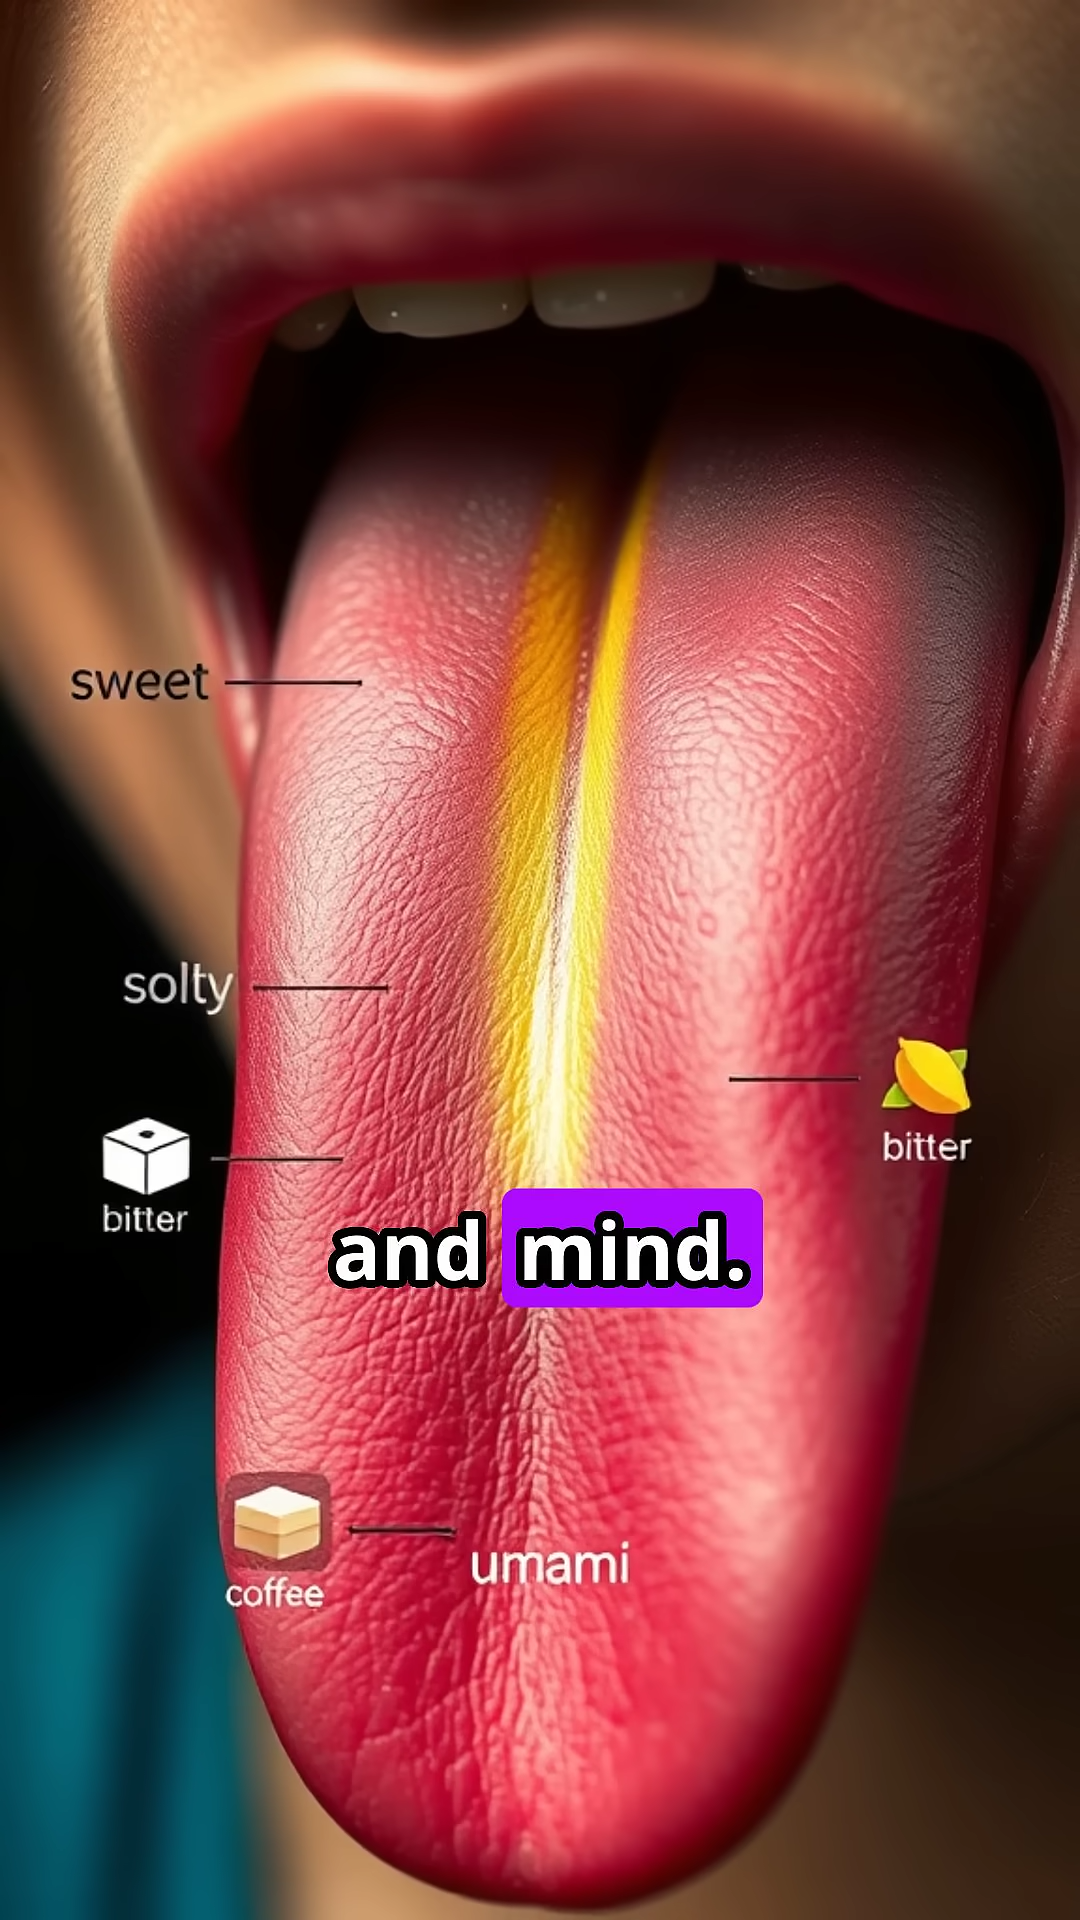 sweet
solty
bitter
bitter
and mind.
umami
coffee